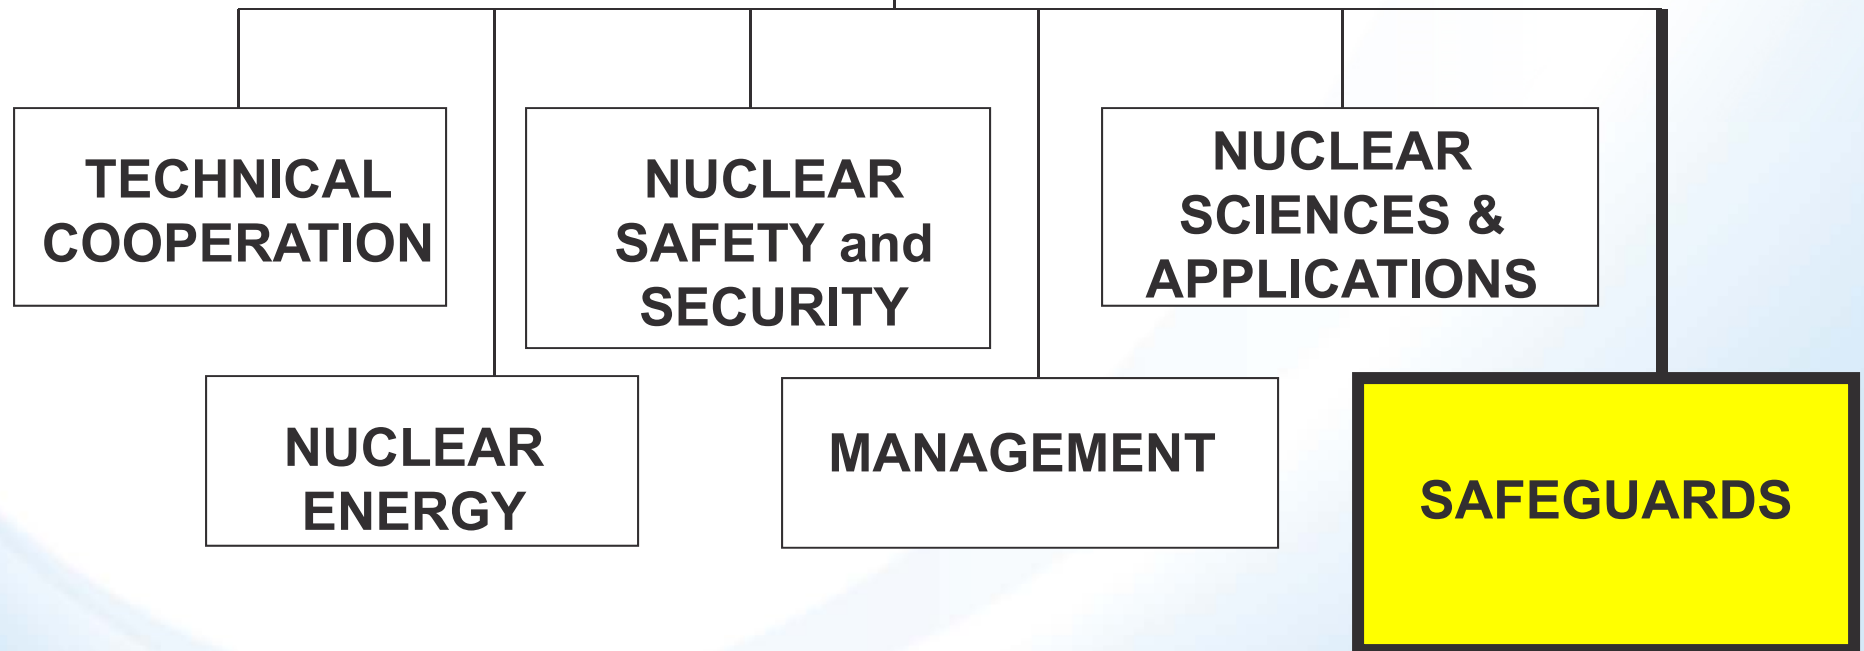 TECHNICAL
COOPERATION
NUCLEAR
SAFETY and
SECURITY
NUCLEAR
SCIENCES &
APPLICATIONS
NUCLEAR
ENERGY
MANAGEMENT
SAFEGUARDS